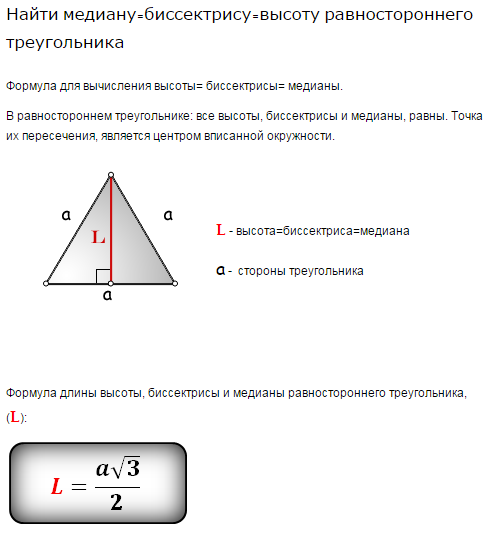 Найти медиану=биссектрису=высоту равностороннего
треугольника
Формула для вычисления высоты= биссектрисы= медианы.
В равностороннем треугольнике: все высоты, биссектрисы и медианы, равны. Точка
их пересечения, является центром вписанной окружности.
a
a
L
a
L - высота=биссектриса=медиана
a - стороны треугольника
Формула длины высоты, биссектрисы и медианы равностороннего треугольника,
(L):
L = a√3 / 2